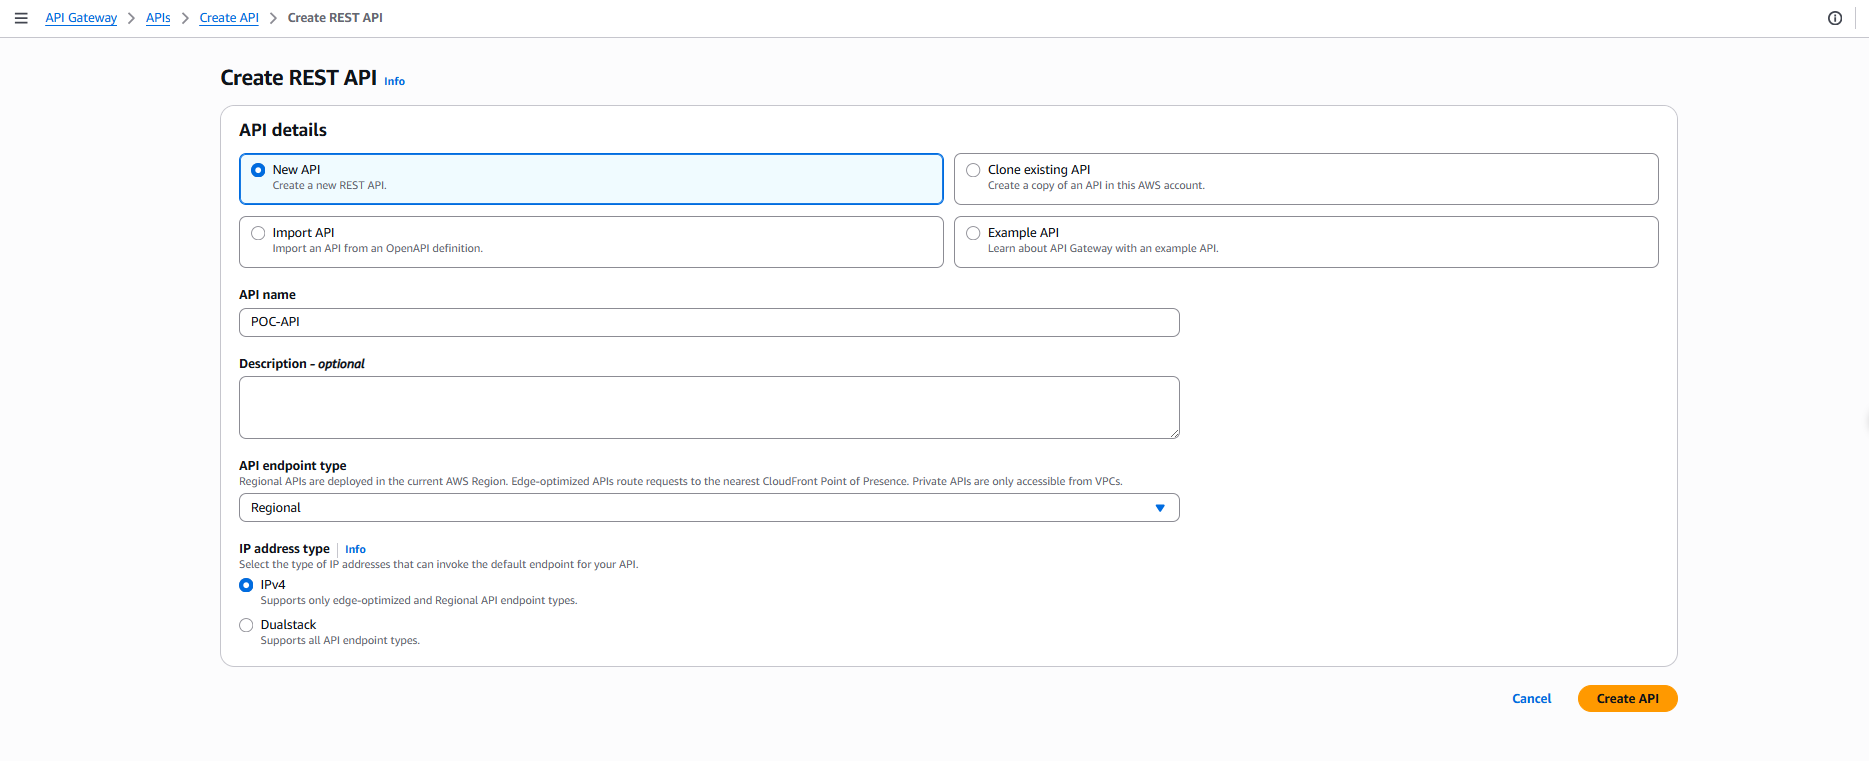 API Gateway > APIs > Create API > Create REST API
Create REST API Info
API details
New API
Create a new REST API.
Clone existing API
Create a copy of an API in this AWS account.
Import API
Import an API from an OpenAPI definition.
Example API
Learn about API Gateway with an example API.
API name
POC-API
Description - optional
API endpoint type
Regional APIs are deployed in the current AWS Region. Edge-optimized APIs route requests to the nearest CloudFront Point of Presence. Private APIs are only accessible from VPCs.
Regional
IP address type | Info
Select the type of IP addresses that can invoke the default endpoint for your API.
IPv4
Supports only edge-optimized and Regional API endpoint types.
Dualstack
Supports all API endpoint types.
Cancel Create API